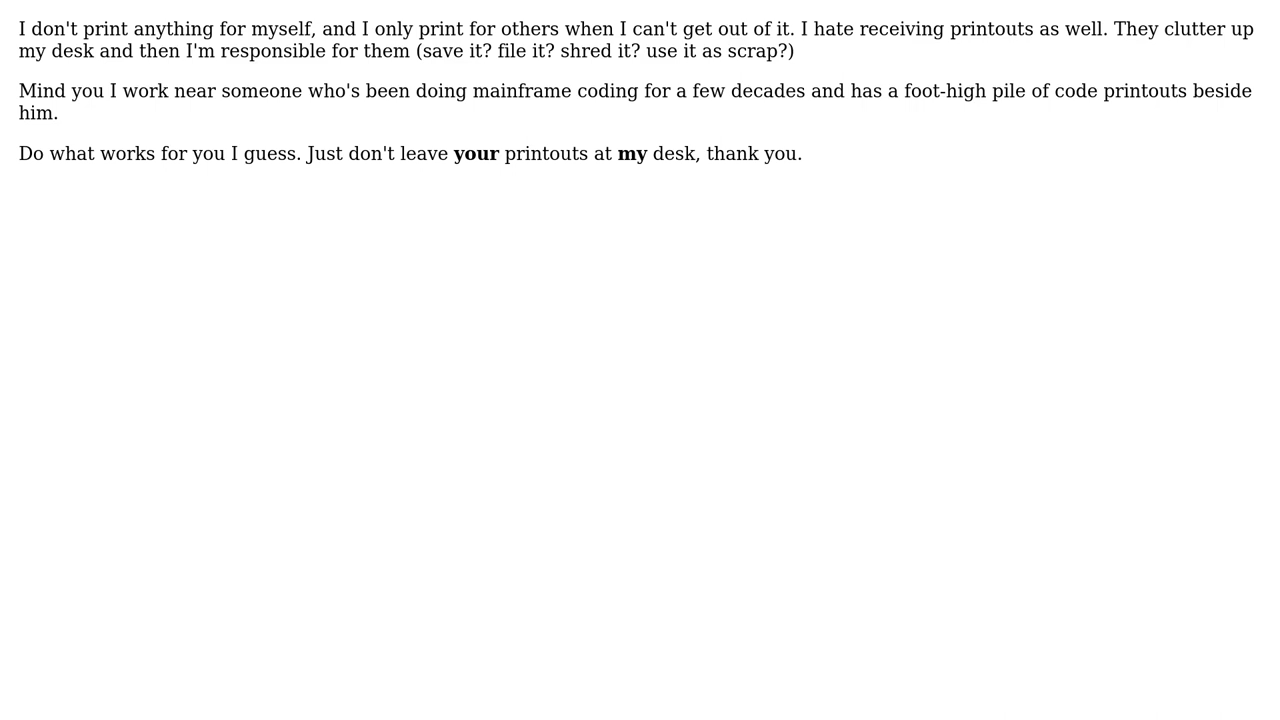 I don't print anything for myself, and I only print for others when I can't get out of it. I hate receiving printouts as well. They clutter up
my desk and then I'm responsible for them (save it? file it? shred it? use it as scrap?)
Mind you I work near someone who's been doing mainframe coding for a few decades and has a foot-high pile of code printouts beside
him.
Do what works for you I guess. Just don't leave your printouts at my desk, thank you.